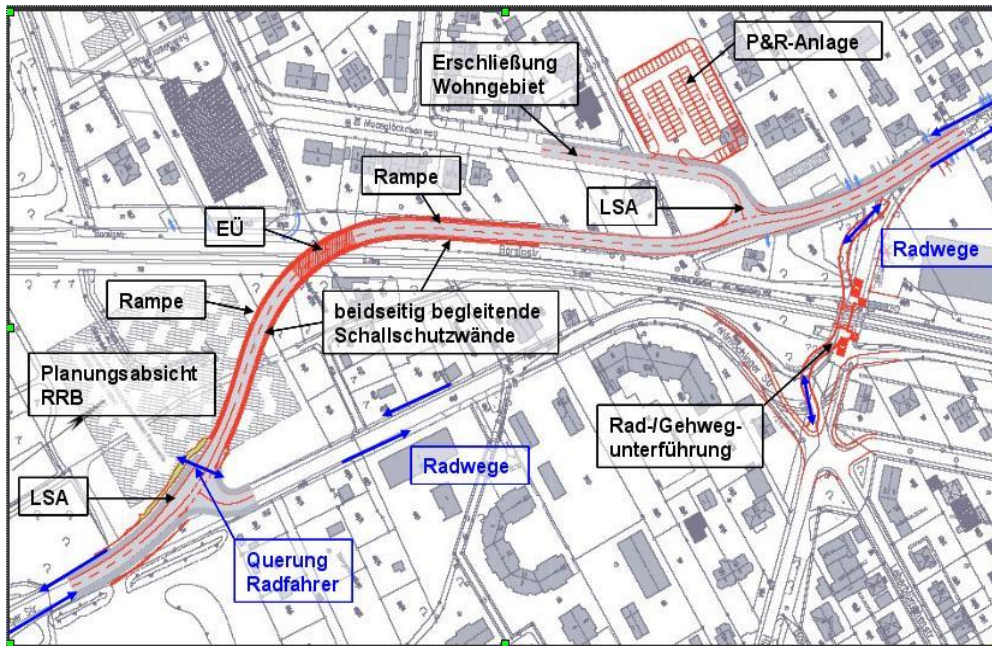 P&R-Anlage
Erschließung
Wohngebiet
Rampe
LSA
EÜ
Radwege
Rampe
beidseitig begleitende
Schallschutzwände
Planungsabsicht
RRB
Rad-/Gehweg-
unterführung
Radwege
LSA
Querung
Radfahrer